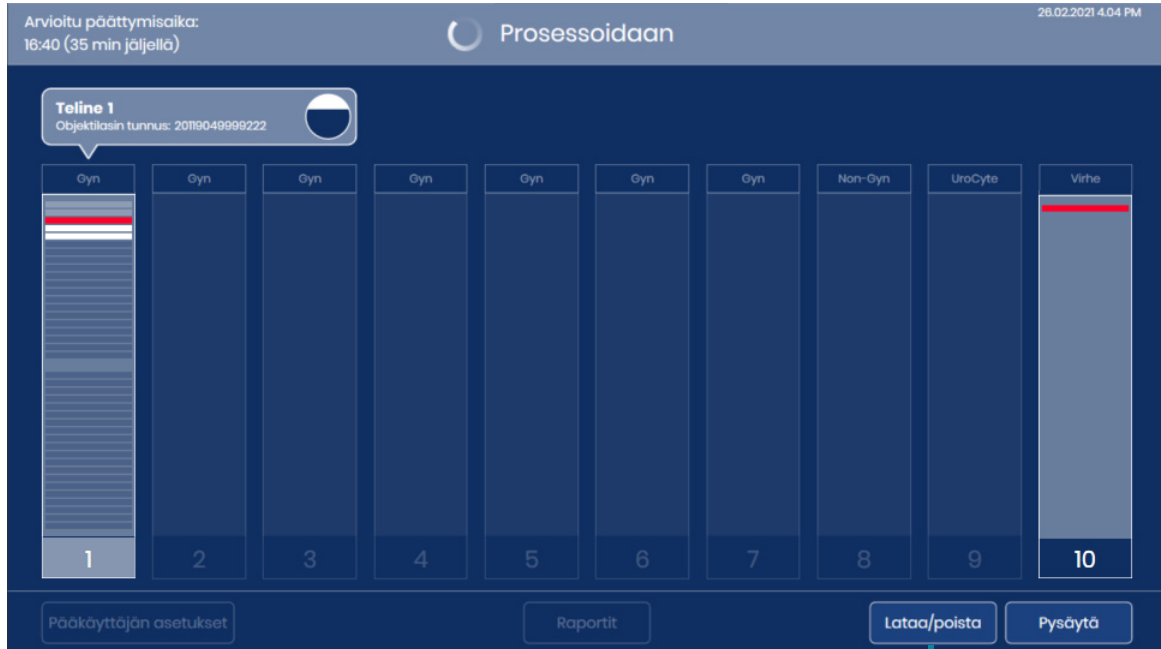 Arvioitu päättymisaika:
16:40 (35 min jäljellä)
Prosessoidaan
26.02.2021 4.04 PM
Teline 1
Objektilasin tunnus: 20119049999222
Gyn
Gyn
Gyn
Gyn
Gyn
Gyn
Gyn
Non-Gyn
UroCyte
Virhe
1
2
3
4
5
6
7
8
9
10
Pääkäyttäjän asetukset
Raportit
Lataa/poista
Pysäytä